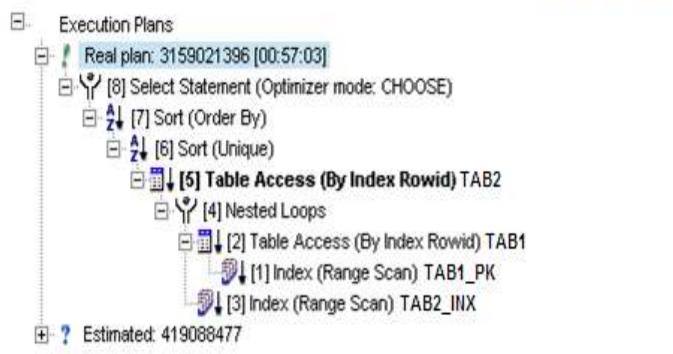 Execution Plans
Real plan: 3159021396 [00:57:03]
[8] Select Statement (Optimizer mode: CHOOSE)
[7] Sort (Order By)
[6] Sort (Unique)
[5] Table Access (By Index Rowid) TAB2
[4] Nested Loops
[2] Table Access (By Index Rowid) TAB1
[1] Index (Range Scan) TAB1_PK
[3] Index (Range Scan) TAB2_INX
Estimated: 419088477